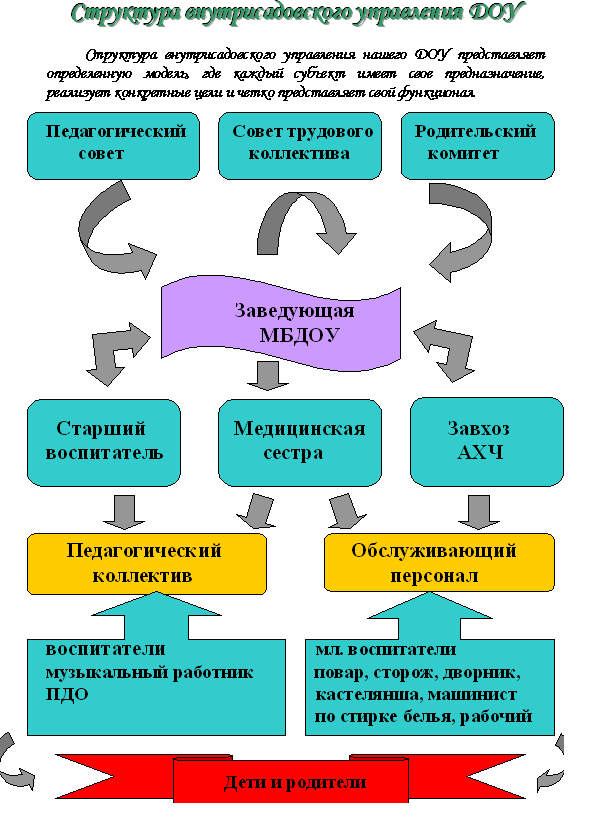 Структура внутрисадовского управления ДОУ
Структура внутрисадовского управления нашего ДОУ представляет
определенную модель, где каждый субъект имеет свое предназначение,
реализует конкретные цели и четко представляет свой функционал.
Педагогический
совет
Совет трудового
коллектива
Родительский
комитет
Заведующая
МБДОУ
Старший
воспитатель
Медицинская
сестра
Завхоз
АХЧ
Педагогический
коллектив
Обслуживающий
персонал
воспитатели
музыкальный работник
ПДО
мл. воспитатели
повар, сторож, дворник,
кастелянша, машинист
по стирке белья, рабочий
Дети и родители